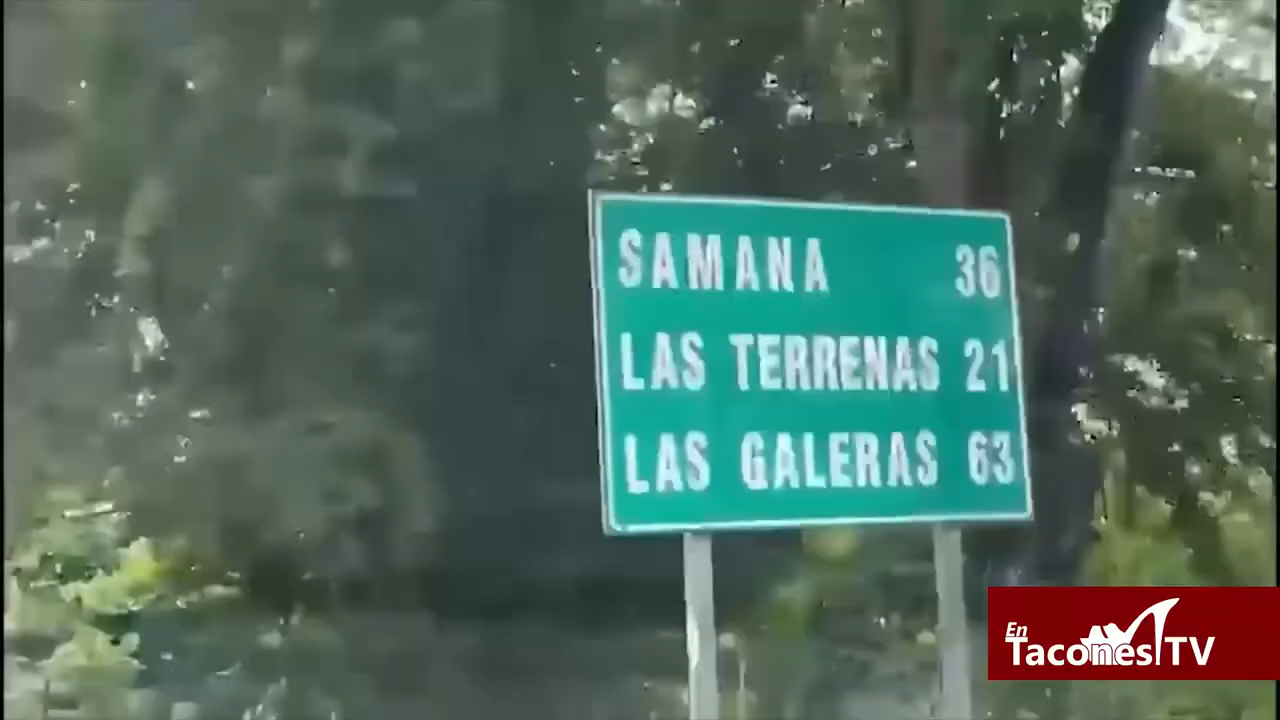 SAMANA 36
LAS TERRENAS 21
LAS GALERAS 63
En
TaconesTV